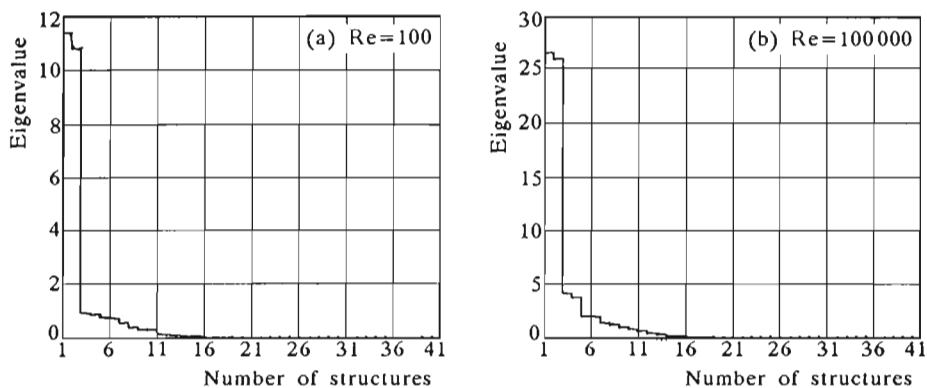 (a) Re=100
Eigenvalue
12
10
8
6
4
2
0
1 6 11 16 21 26 31 36 41
Number of structures
(b) Re=100000
Eigenvalue
30
25
20
15
10
5
0
1 6 11 16 21 26 31 36 41
Number of structures